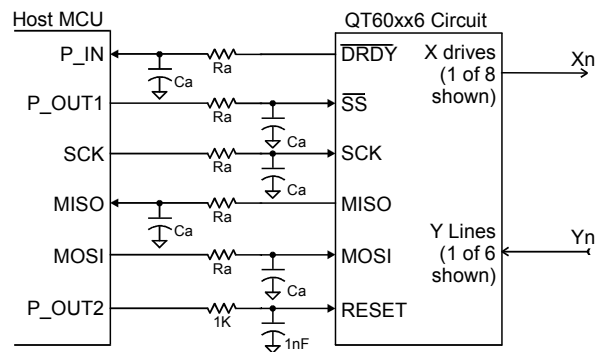 Host MCU
QT60xx6 Circuit
P_IN
Ca
Ra
DRDY
X drives
(1 of 8
shown)
Xn
P_OUT1
Ra
Ca
SS
SCK
Ra
Ca
SCK
MISO
Ca
Ra
MISO
Y Lines
(1 of 6
shown)
Yn
MOSI
Ra
Ca
MOSI
P_OUT2
1K
1nF
RESET